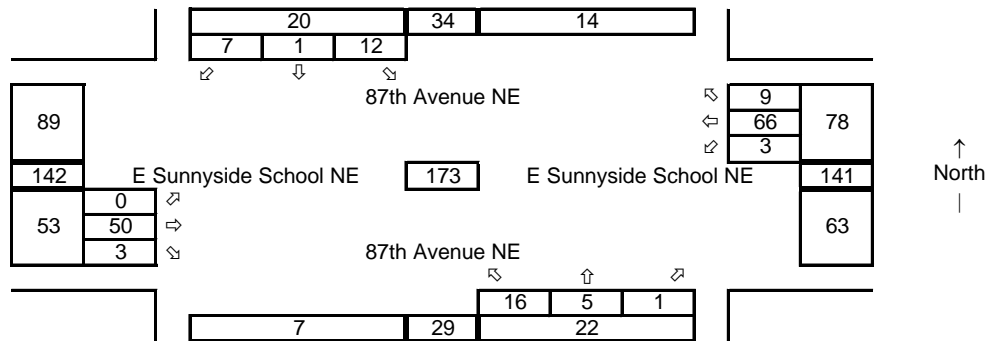 20 34 14
7 1 12
⬃ ⇩ ⬂
87th Avenue NE
⬁ 9
89 ⇦ 66 78
⬃ 3 ↑
142 E Sunnyside School NE 173 E Sunnyside School NE 141 North
0 ⬀ |
53 50 ⇨ 63
3 ⬂ 87th Avenue NE
⬁ ⇧ ⬀
16 5 1
7 29 22